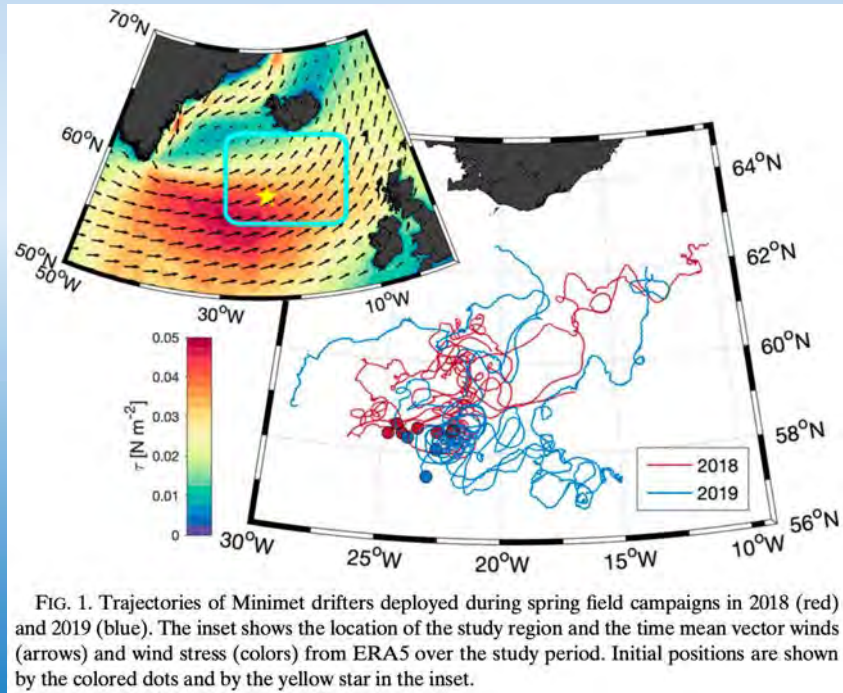 70°N
60°N
50°N
50°W
30°W
10°W
64°N
62°N
60°N
58°N
56°N
0.05
0.04
0.03
0.02
0.01
0
τ [N m-2]
2018
2019
30°W
25°W
20°W
15°W
10°W
FIG. 1. Trajectories of Minimet drifters deployed during spring field campaigns in 2018 (red)
and 2019 (blue). The inset shows the location of the study region and the time mean vector winds
(arrows) and wind stress (colors) from ERA5 over the study period. Initial positions are shown
by the colored dots and by the yellow star in the inset.